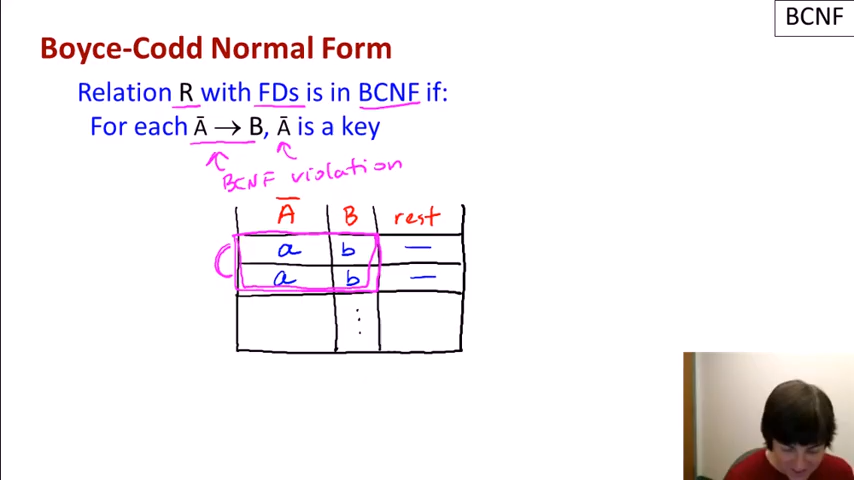 BCNF
Boyce-Codd Normal Form
Relation R with FDs is in BCNF if:
For each Ā → B, Ā is a key
BCNF violation
Ā B rest
a b —
a b —
⋮